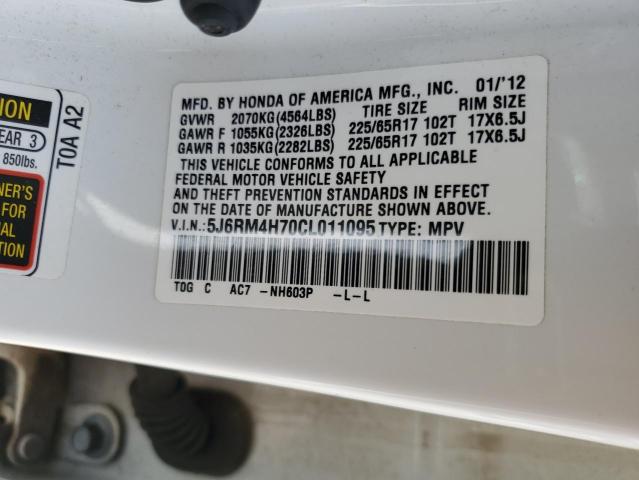 MFD. BY HONDA OF AMERICA MFG., INC. 01/'12
GVWR 2070KG(4564LBS) TIRE SIZE RIM SIZE
GAWR F 1055KG(2326LBS) 225/65R17 102T 17X6.5J
GAWR R 1035KG(2282LBS) 225/65R17 102T 17X6.5J
THIS VEHICLE CONFORMS TO ALL APPLICABLE
FEDERAL MOTOR VEHICLE SAFETY
AND THEFT PREVENTION STANDARDS IN EFFECT
ON THE DATE OF MANUFACTURE SHOWN ABOVE.
V.I.N.:5J6RM4H70CL011095 TYPE: MPV
T0G C AC7 -NH603P -L-L
T0A A2
ION
EAR 3
850lbs.
NER'S
FOR
NAL
TION